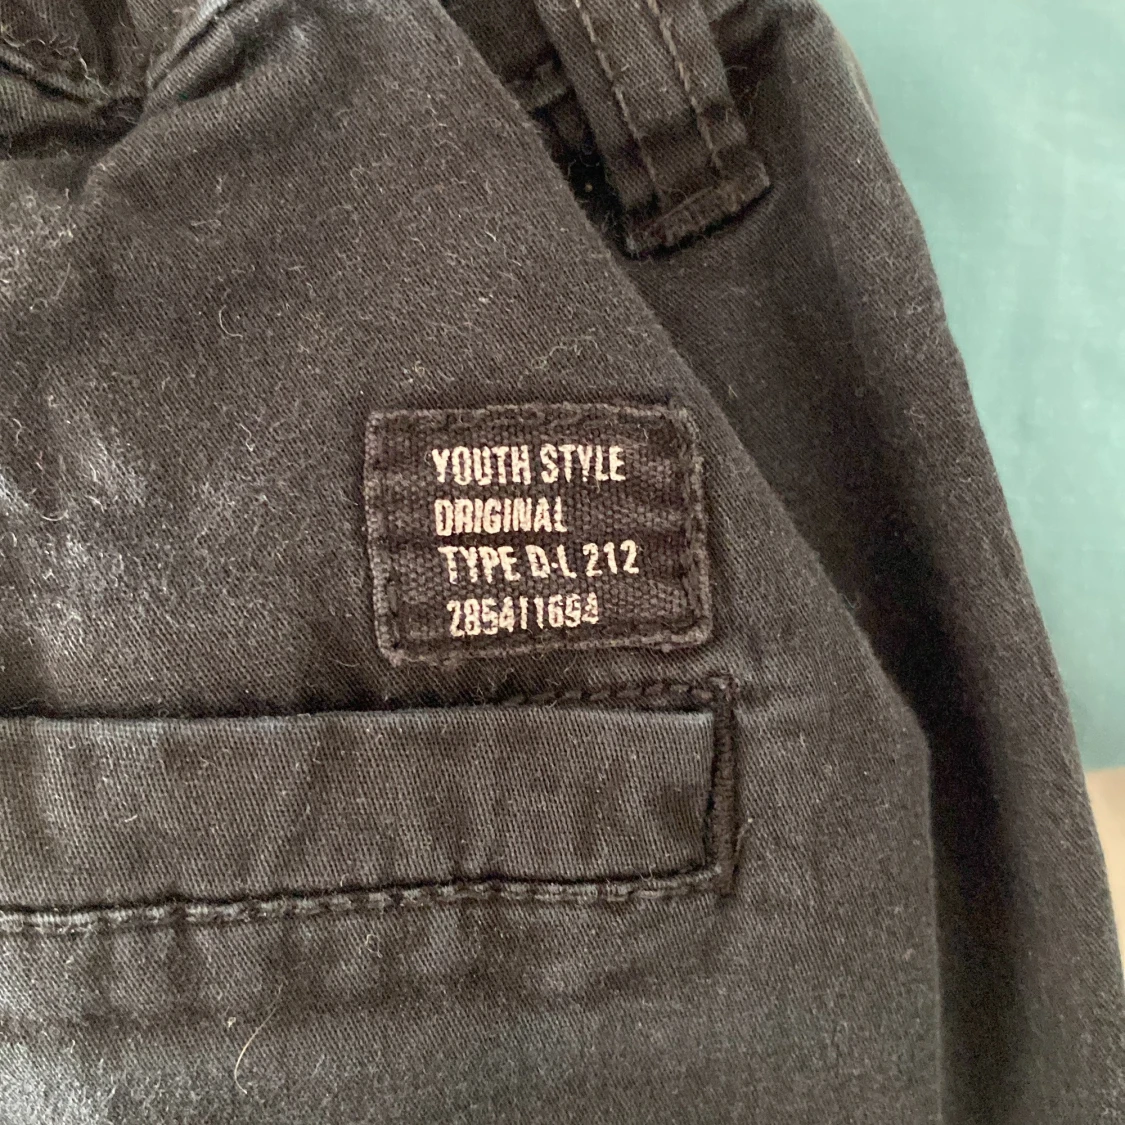 YOUTH STYLE
ORIGINAL
TYPE D-L 212
285411694